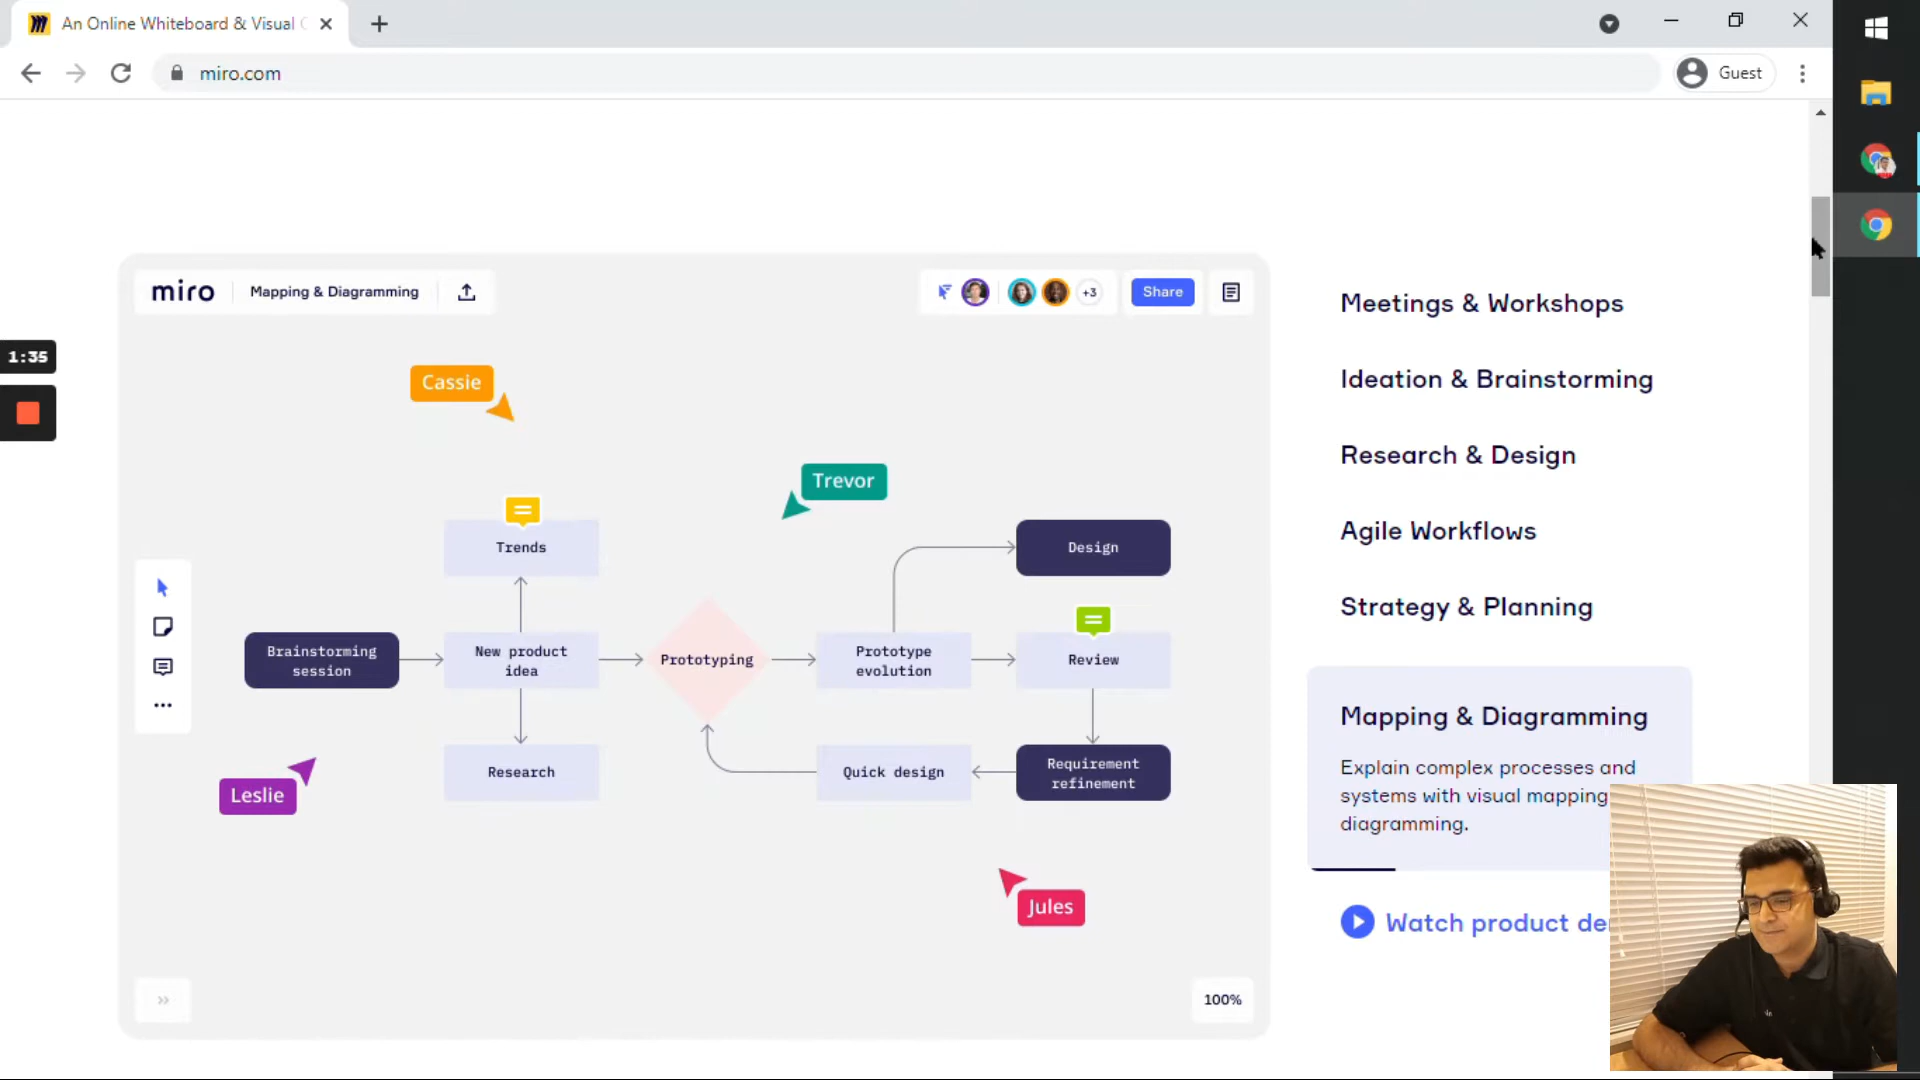 An Online Whiteboard & Visual C
miro.com
Guest
miro
Mapping & Diagramming
+3
Share
1:35
Cassie
Trevor
Trends
Design
Brainstorming
session
New product
idea
Prototyping
Prototype
evolution
Review
Research
Quick design
Requirement
refinement
Leslie
Jules
100%
Meetings & Workshops
Ideation & Brainstorming
Research & Design
Agile Workflows
Strategy & Planning
Mapping & Diagramming
Explain complex processes and
systems with visual mapping
diagramming.
Watch product de